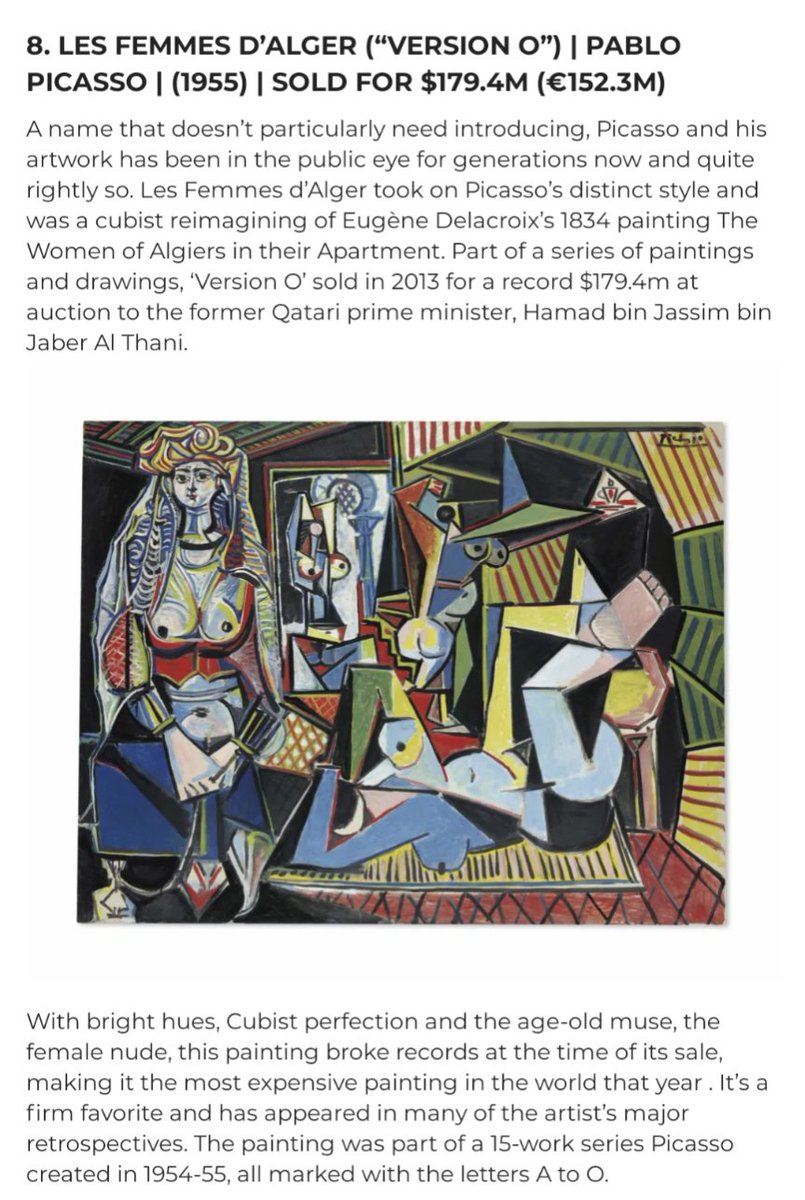 8. LES FEMMES D’ALGER (“VERSION O”) | PABLO
PICASSO | (1955) | SOLD FOR $179.4M (€152.3M)
A name that doesn’t particularly need introducing, Picasso and his
artwork has been in the public eye for generations now and quite
rightly so. Les Femmes d’Alger took on Picasso’s distinct style and
was a cubist reimagining of Eugène Delacroix’s 1834 painting The
Women of Algiers in their Apartment. Part of a series of paintings
and drawings, ‘Version O’ sold in 2013 for a record $179.4m at
auction to the former Qatari prime minister, Hamad bin Jassim bin
Jaber Al Thani.
Picasso
With bright hues, Cubist perfection and the age-old muse, the
female nude, this painting broke records at the time of its sale,
making it the most expensive painting in the world that year . It’s a
firm favorite and has appeared in many of the artist’s major
retrospectives. The painting was part of a 15-work series Picasso
created in 1954-55, all marked with the letters A to O.